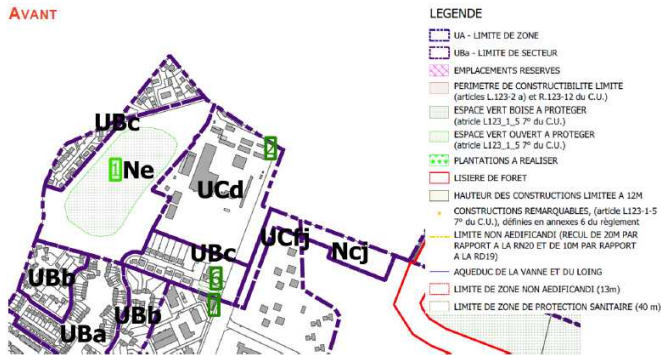 AVANT
LEGENDE
UA - LIMITE DE ZONE
UBa - LIMITE DE SECTEUR
EMPLACEMENTS RESERVES
PERIMETRE DE CONSTRUCTIBILITE LIMITE
(articles L.123-2 a) et R.123-12 du C.U.)
ESPACE VERT BOISE A PROTEGER
(atricle L123_1_5 7° du C.U.)
ESPACE VERT OUVERT A PROTEGER
(atricle L123_1_5 7° du C.U.)
PLANTATIONS A REALISER
LISIERE DE FORET
HAUTEUR DES CONSTRUCTIONS LIMITEE A 12M
CONSTRUCTIONS REMARQUABLES, (article L123-1-5
7° du C.U.), définies en annexes 6 du règlement
LIMITE NON AEDIFICANDI (RECUL DE 20M PAR
RAPPORT A LA RN20 ET DE 10M PAR RAPPORT
A LA RD19)
AQUEDUC DE LA VANNE ET DU LOING
LIMITE DE ZONE NON AEDIFICANDI (13m)
LIMITE DE ZONE DE PROTECTION SANITAIRE (40 m)
UBc
1
Ne
2
UCd
UBc
UCfj
Ncj
UBb
UBa
UBb